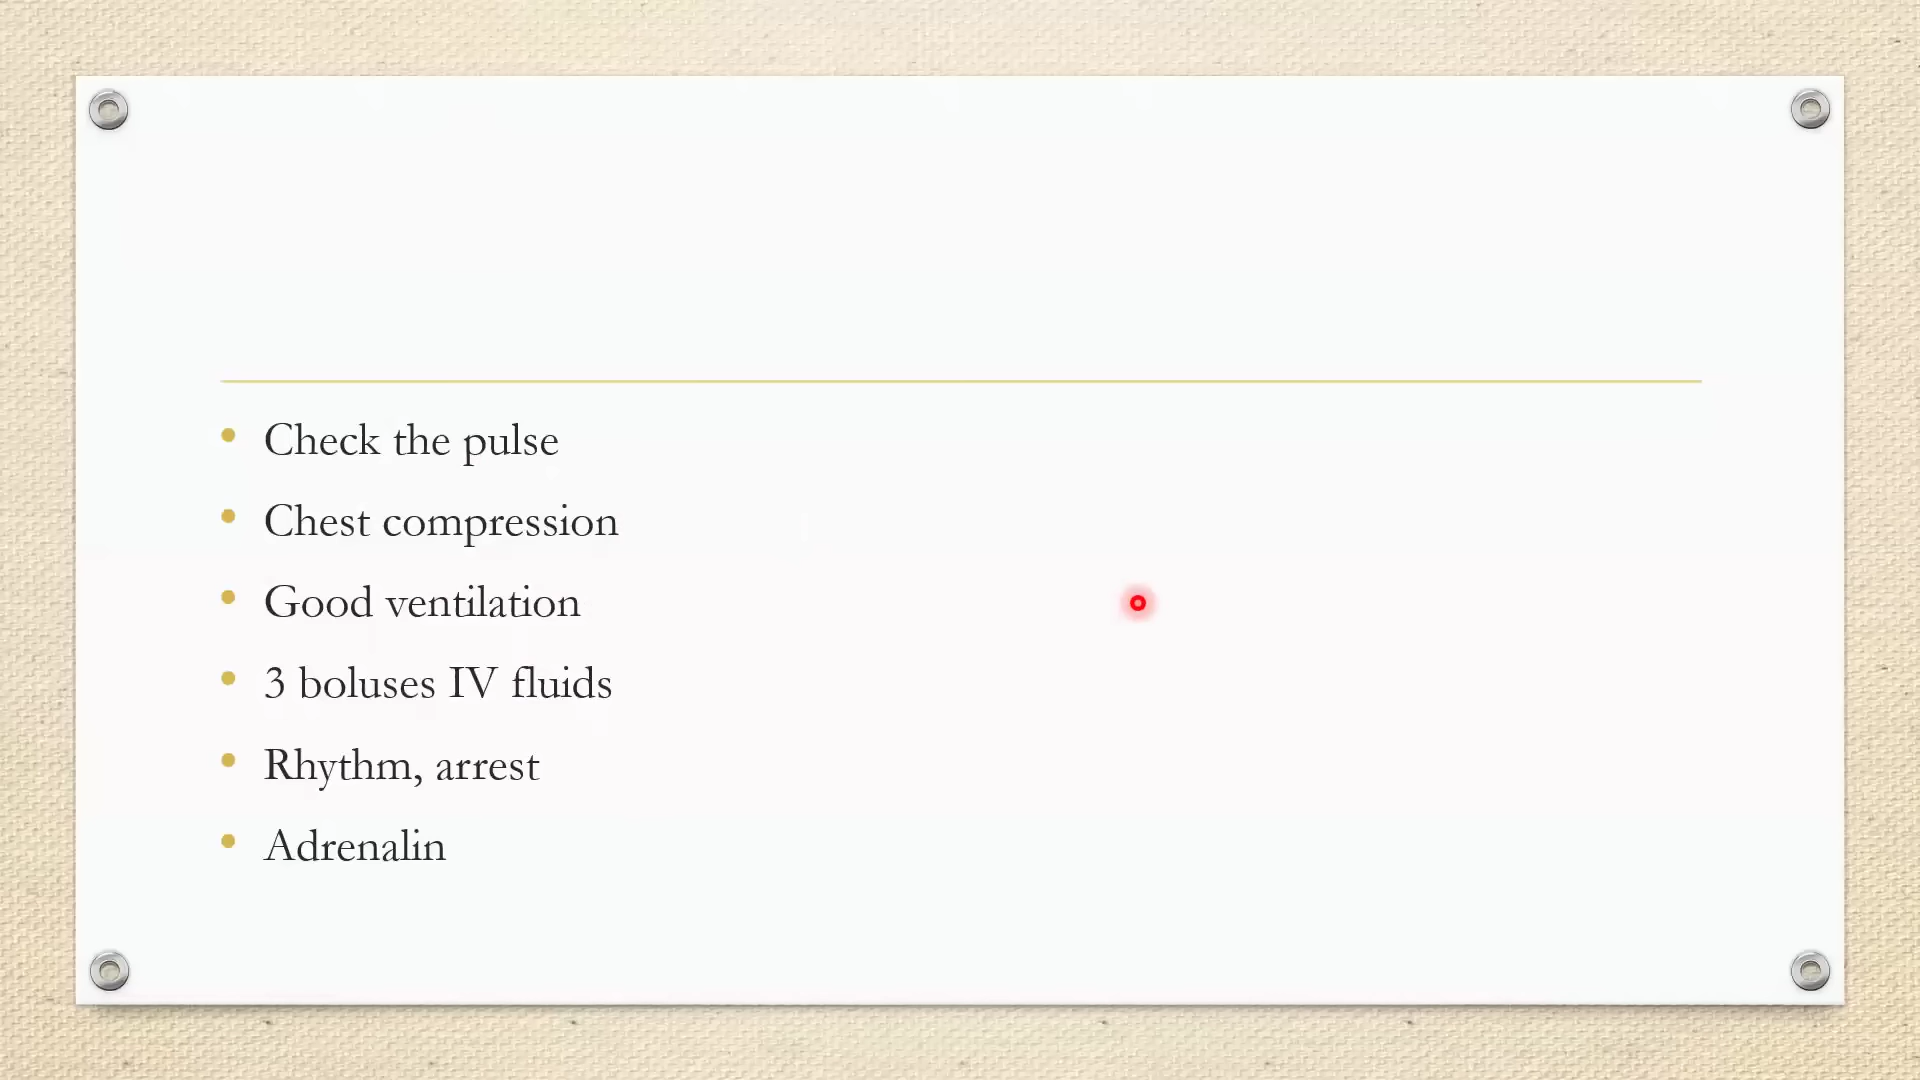 Check the pulse
Chest compression
Good ventilation
3 boluses IV fluids
Rhythm, arrest
Adrenalin